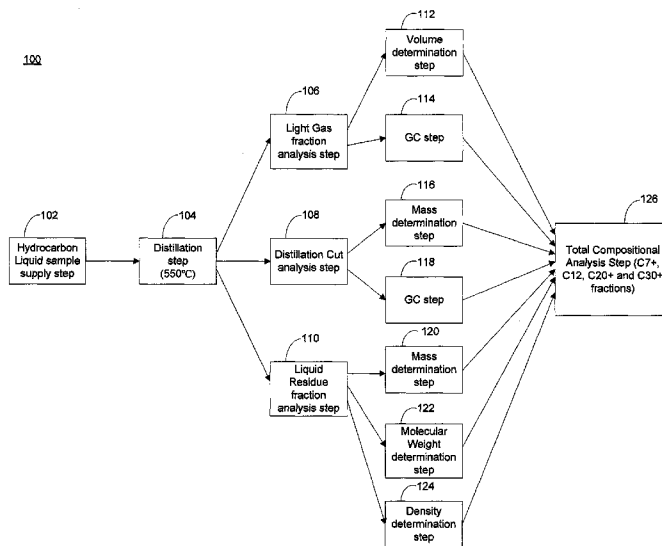 100
112
Volume
determination
step
106
Light Gas
fraction
analysis step
114
GC step
116
Mass
determination
step
102
Hydrocarbon
Liquid sample
supply step
104
Distillation
step
(550℃)
108
Distillation Cut
analysis step
118
GC step
126
Total Compositional
Analysis Step (C7+,
C12, C20+ and C30+
fractions)
110
Liquid
Residue
fraction
analysis step
120
Mass
determination
step
122
Molecular
Weight
determination
step
124
Density
determination
step